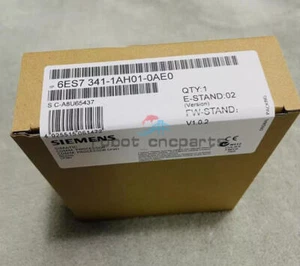 6ES7 341-1AH01-0AE0
S C-A8U65437
QTY:1
E-STAND:02
(Version)
FW-STAND:
V1.0.2
SIEMENS
robot cncparts